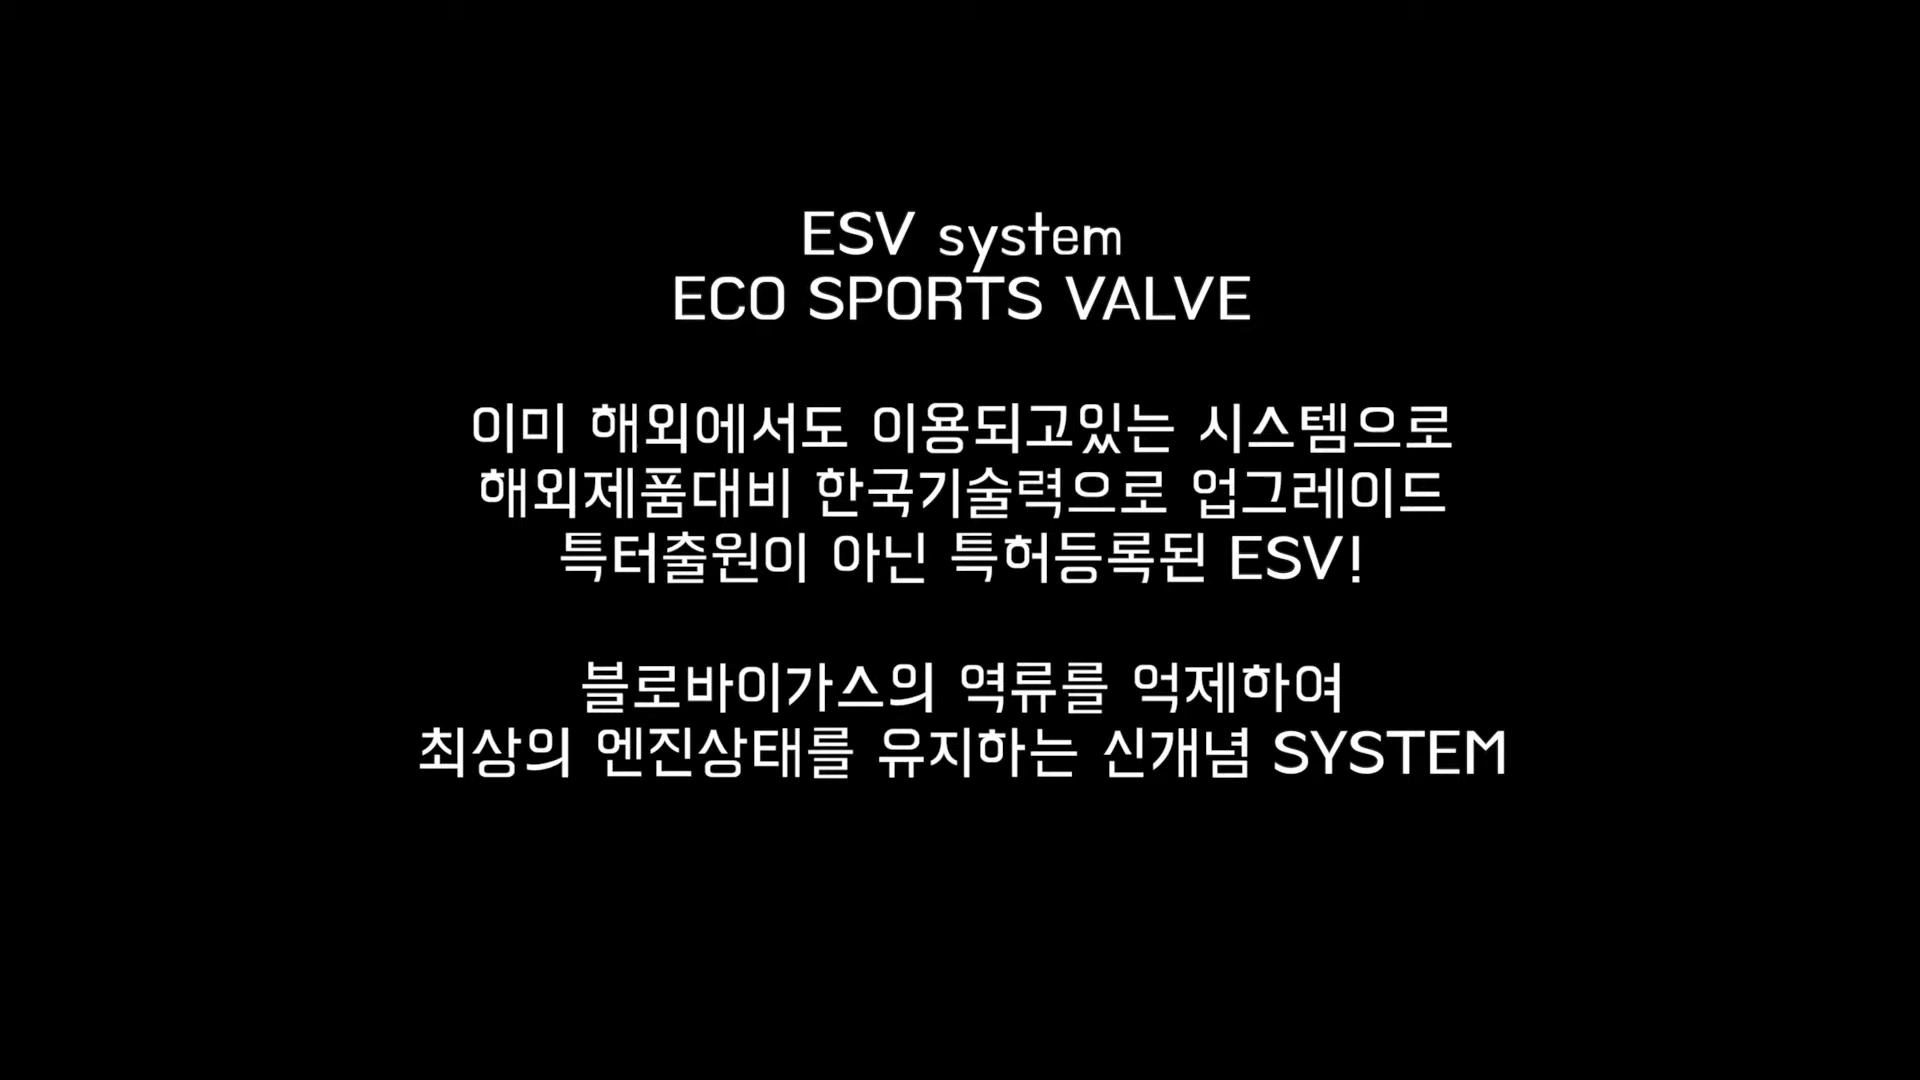 ESV system
ECO SPORTS VALVE
이미 해외에서도 이용되고있는 시스템으로
해외제품대비 한국기술력으로 업그레이드
특터출원이 아닌 특허등록된 ESV!
블로바이가스의 역류를 억제하여
최상의 엔진상태를 유지하는 신개념 SYSTEM